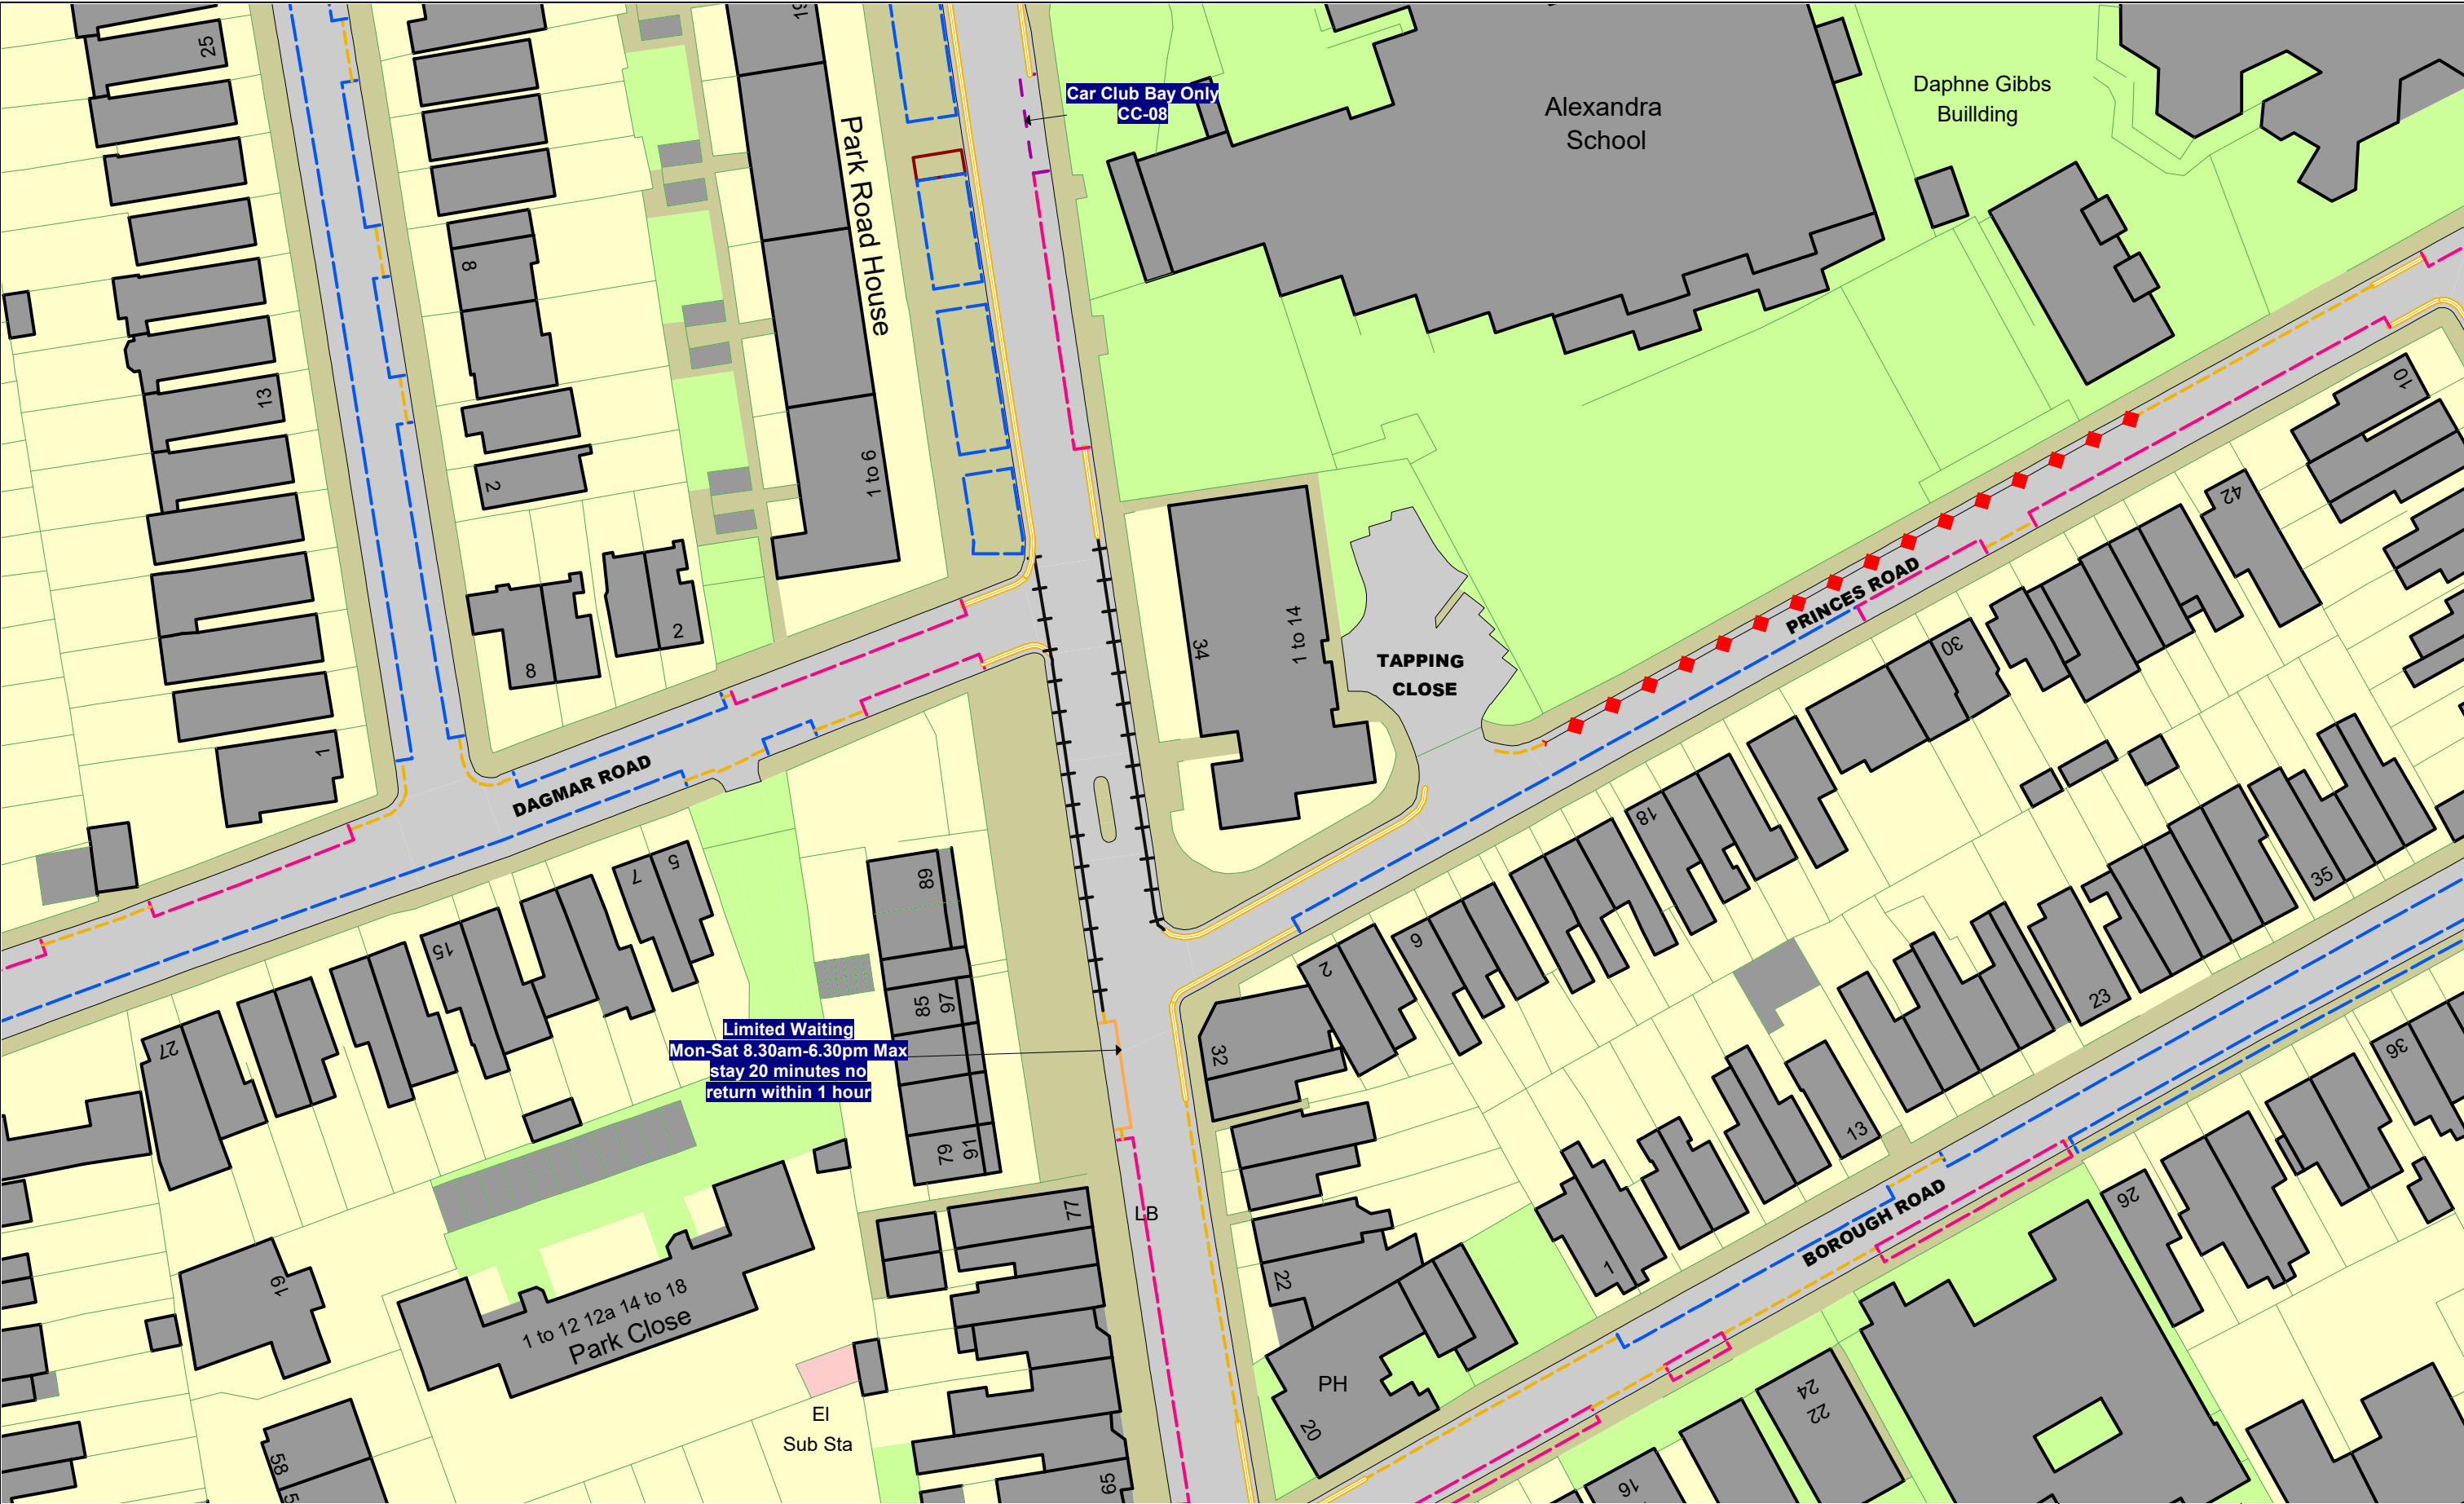 25
19
Car Club Bay Only
CC-08
Alexandra
School
Daphne Gibbs
Builiding
Park Road House
8
13
2
1 to 9
10
42
PRINCES ROAD
34
1 to 14
TAPPING
CLOSE
30
8
2
1
DAGMAR ROAD
18
7
5
15
27
89
85
97
79
91
Limited Waiting
Mon-Sat 8.30am-6.30pm Max
stay 20 minutes no
return within 1 hour
32
2
6
35
23
36
13
1
BOROUGH ROAD
26
77
LB
22
19
1 to 12 12a 14 to 18
Park Close
PH
20
El
Sub Sta
24
22
58
5
65
16